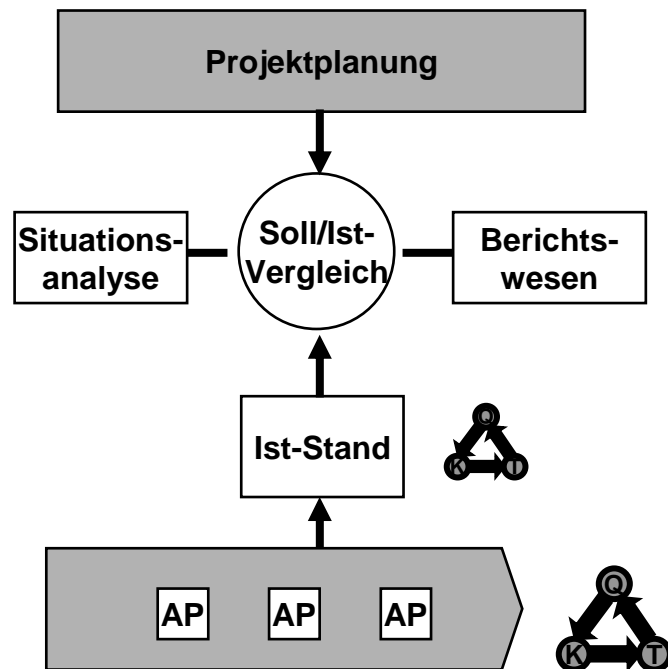 Projektplanung
Situations-
analyse
Soll/Ist-
Vergleich
Berichts-
wesen
Ist-Stand
Q
K T
AP AP AP
Q
K T